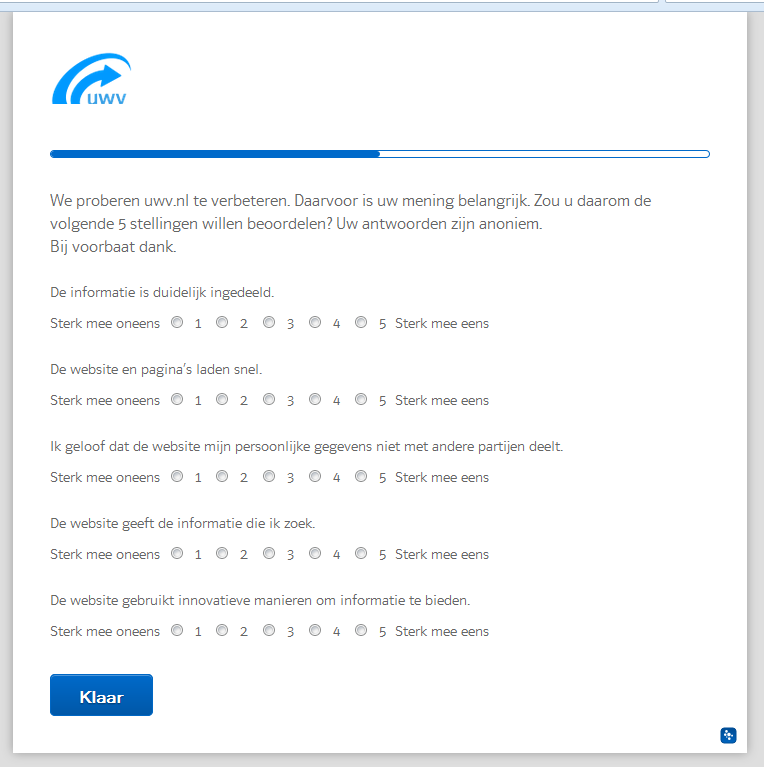 uwv
We proberen uwv.nl te verbeteren. Daarvoor is uw mening belangrijk. Zou u daarom de
volgende 5 stellingen willen beoordelen? Uw antwoorden zijn anoniem.
Bij voorbaat dank.
De informatie is duidelijk ingedeeld.
Sterk mee oneens 1 2 3 4 5 Sterk mee eens
De website en pagina's laden snel.
Sterk mee oneens 1 2 3 4 5 Sterk mee eens
Ik geloof dat de website mijn persoonlijke gegevens niet met andere partijen deelt.
Sterk mee oneens 1 2 3 4 5 Sterk mee eens
De website geeft de informatie die ik zoek.
Sterk mee oneens 1 2 3 4 5 Sterk mee eens
De website gebruikt innovatieve manieren om informatie te bieden.
Sterk mee oneens 1 2 3 4 5 Sterk mee eens
Klaar